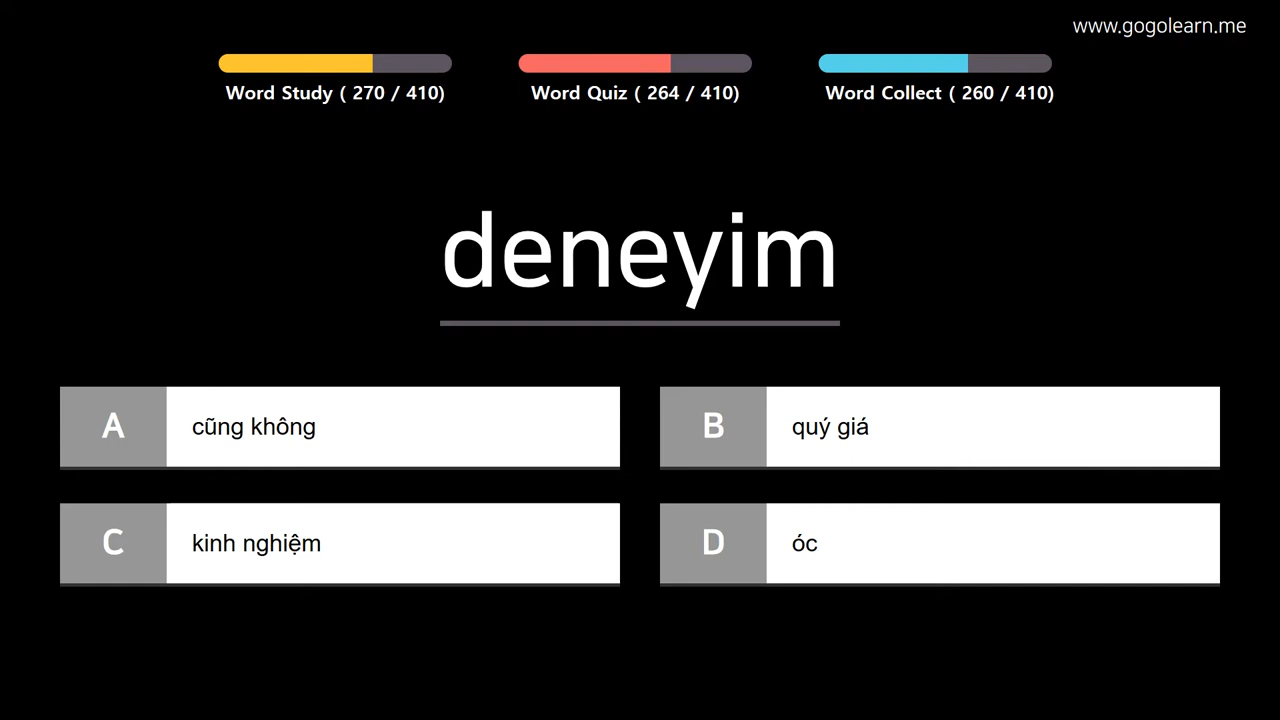 www.gogolearn.me
Word Study ( 270 / 410)
Word Quiz ( 264 / 410)
Word Collect ( 260 / 410)
deneyim
A cũng không
B quý giá
C kinh nghiệm
D óc